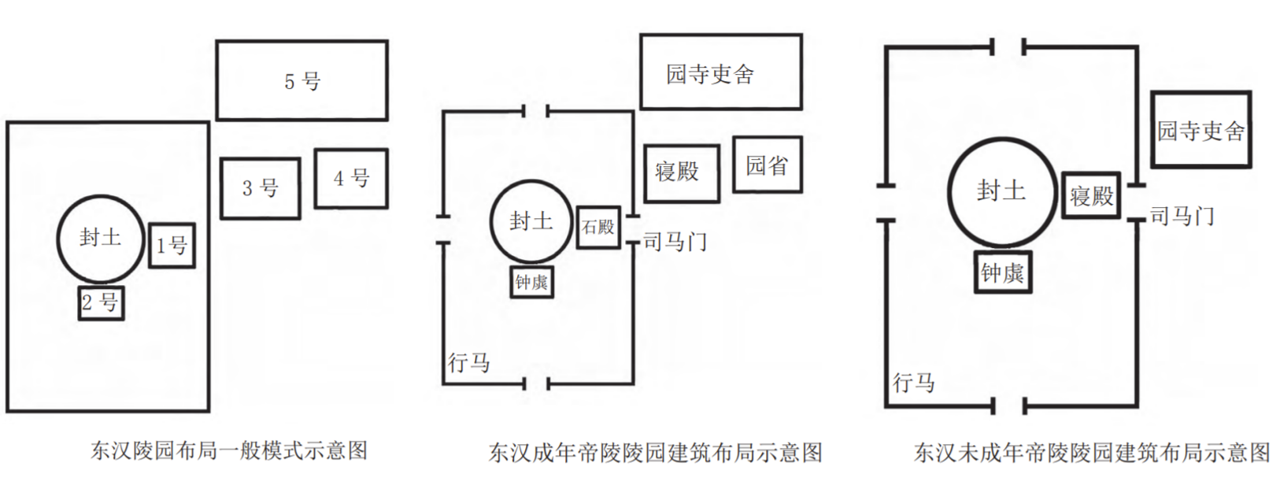 5 号
3 号
4 号
封土
1号
2 号
东汉陵园布局一般模式示意图
园寺吏舍
寝殿
园省
封土
石殿
司马门
钟虡
行马
东汉成年帝陵陵园建筑布局示意图
园寺吏舍
封土
寝殿
司马门
钟虡
行马
东汉未成年帝陵陵园建筑布局示意图